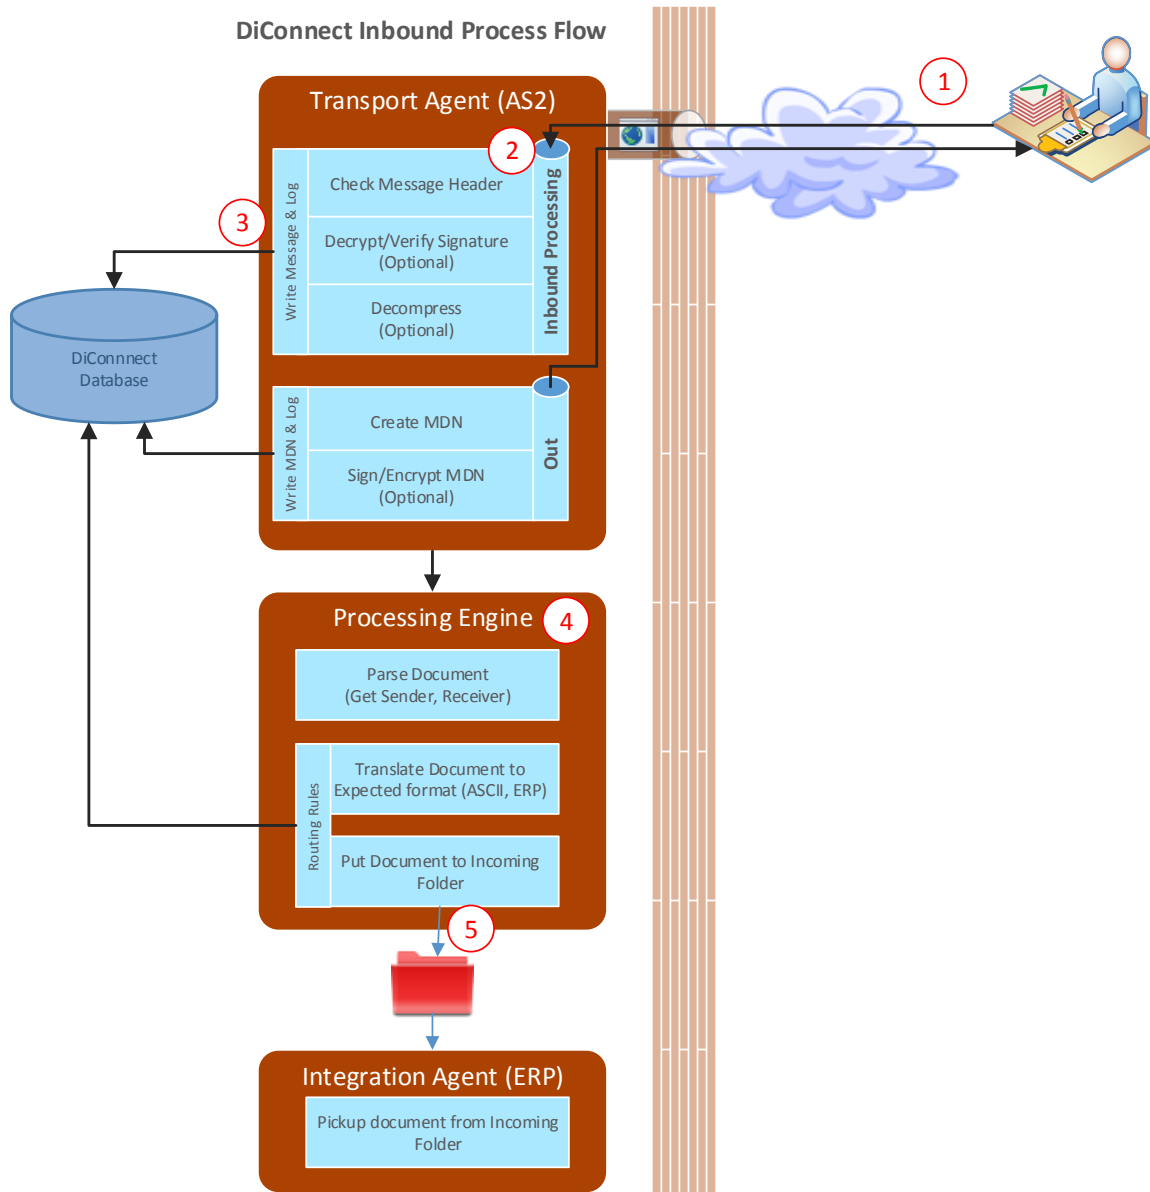 DiConnect Inbound Process Flow
1
Transport Agent (AS2)
2
Check Message Header
Decrypt/Verify Signature
(Optional)
Decompress
(Optional)
Write Message & Log
Inbound Processing
3
DiConnnect
Database
Create MDN
Sign/Encrypt MDN
(Optional)
Write MDN & Log
Out
Processing Engine
4
Parse Document
(Get Sender, Receiver)
Translate Document to
Expected format (ASCII, ERP)
Routing Rules
Put Document to Incoming
Folder
5
Integration Agent (ERP)
Pickup document from Incoming
Folder